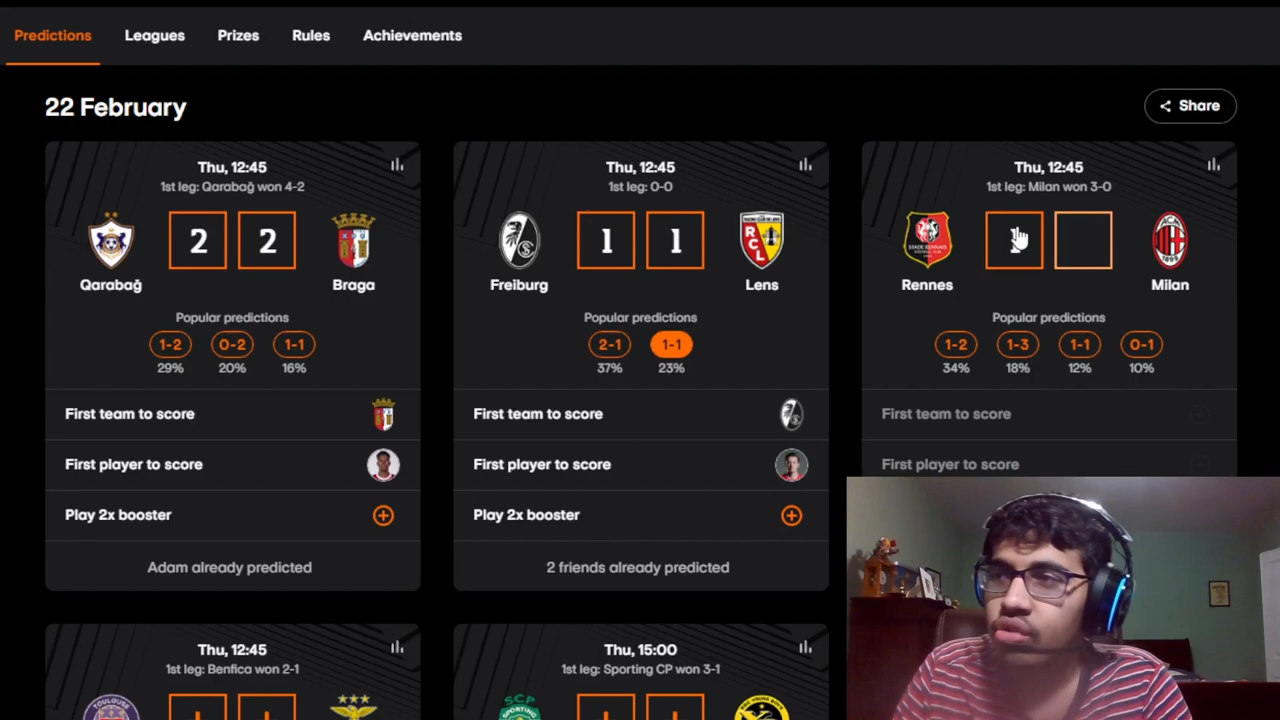 Predictions Leagues Prizes Rules Achievements
22 February
Share
Thu, 12:45
1st leg: Qarabağ won 4-2
2 2
Qarabağ Braga
Popular predictions
1-2 0-2 1-1
29% 20% 16%
First team to score
First player to score
Play 2x booster
Adam already predicted
Thu, 12:45
1st leg: 0-0
1 1
Freiburg Lens
Popular predictions
2-1 1-1
37% 23%
First team to score
First player to score
Play 2x booster
2 friends already predicted
Thu, 12:45
1st leg: Milan won 3-0
Rennes Milan
Popular predictions
1-2 1-3 1-1 0-1
34% 18% 12% 10%
First team to score
First player to score
Thu, 12:45
1st leg: Benfica won 2-1
TOULOUSE
Thu, 15:00
1st leg: Sporting CP won 3-1
SCP
SPORTING